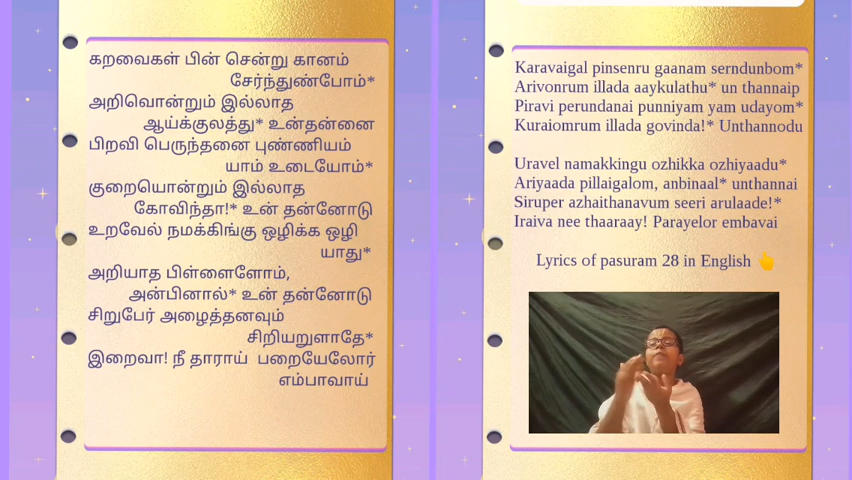 கறவைகள் பின் சென்று கானம்
சேர்ந்துண்போம்*
அறிவொன்றும் இல்லாத
ஆய்க்குலத்து* உன்தன்னை
பிறவி பெருந்தனை புண்ணியம்
யாம் உடையோம்*
குறையொன்றும் இல்லாத
கோவிந்தா!* உன் தன்னோடு
உறவேல் நமக்கிங்கு ஒழிக்க ஒழி
யாது*
அறியாத பிள்ளைளோம்,
அன்பினால்* உன் தன்னோடு
சிறுபேர் அழைத்தனவும்
சிறியறுளாதே*
இறைவா! நீ தாராய் பறையேலோர்
எம்பாவாய்
Karavaigal pinsenru gaanam serndunbom*
Arivonrum illada aaykulathu* un thannaip
Piravi perundanai punniyam yam udayom*
Kuraiomrum illada govinda!* Unthannodu
Uravel namakkingu ozhikka ozhiyaadu*
Ariyaada pillaigalom, anbinaal* unthannai
Siruper azhaithanavum seeri arulaade!*
Iraiva nee thaaraay! Parayelor embavai
Lyrics of pasuram 28 in English 👆